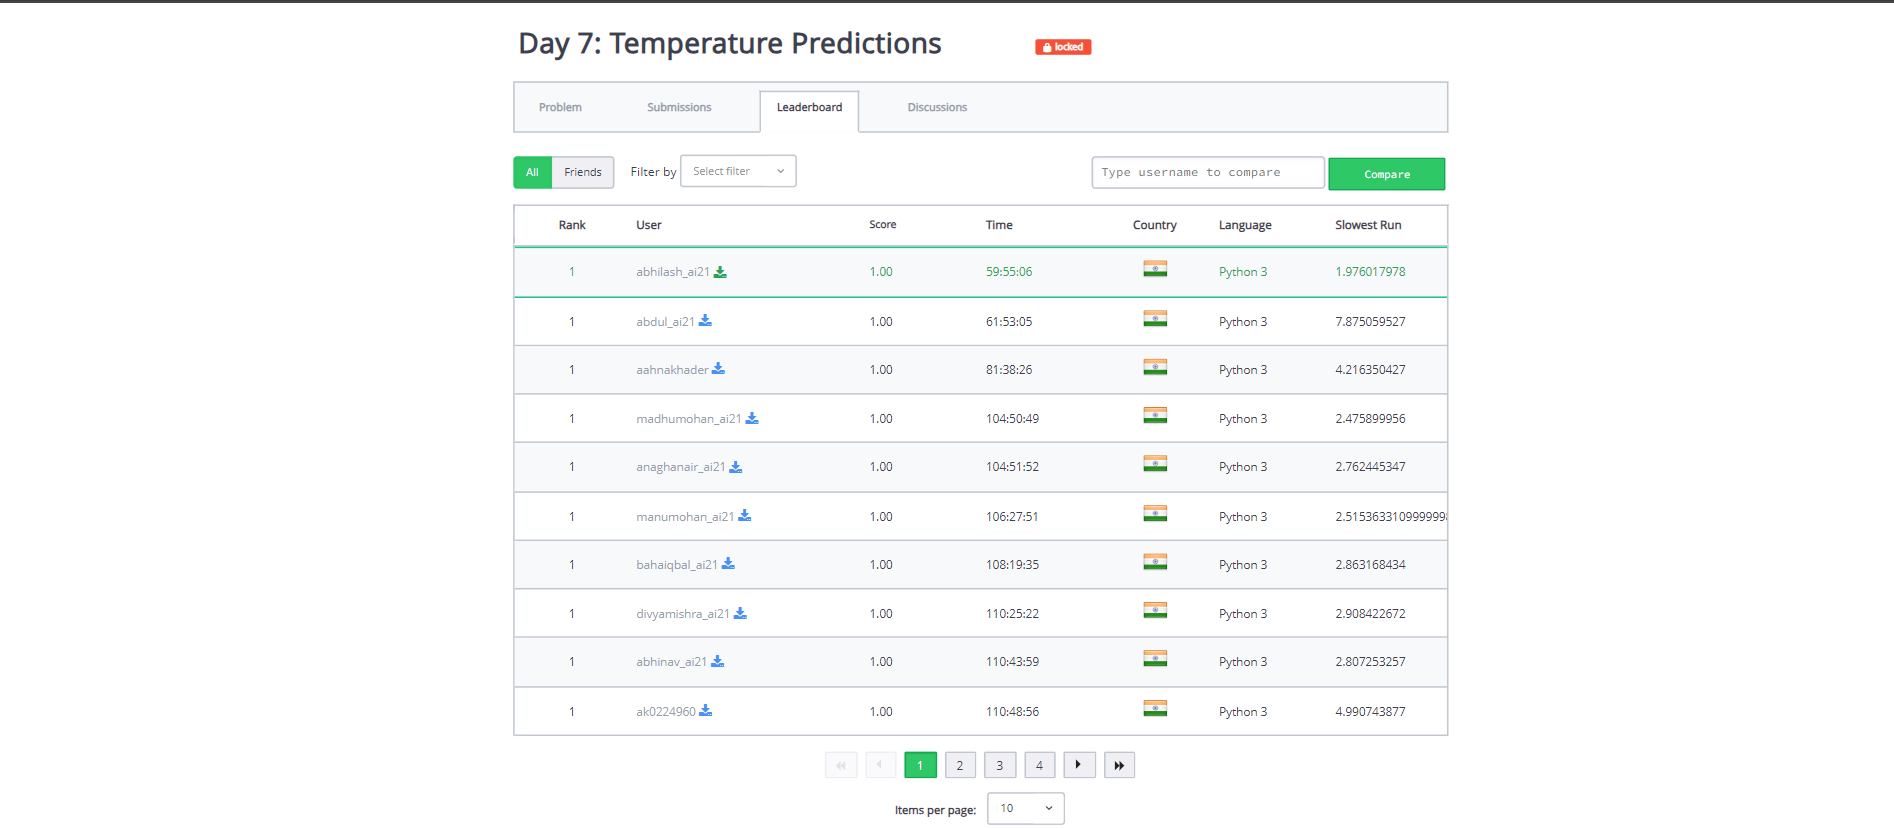 Day 7: Temperature Predictions locked
Problem Submissions Leaderboard Discussions
All Friends Filter by Select filter Type username to compare Compare
Rank User Score Time Country Language Slowest Run
1 abhilash_ai21 1.00 59:55:06 Python 3 1.976017978
1 abdul_ai21 1.00 61:53:05 Python 3 7.875059527
1 aahnakhader 1.00 81:38:26 Python 3 4.216350427
1 madhumohan_ai21 1.00 104:50:49 Python 3 2.475899956
1 anaghanair_ai21 1.00 104:51:52 Python 3 2.762445347
1 manumohan_ai21 1.00 106:27:51 Python 3 2.515363310999999
1 bahaiqbal_ai21 1.00 108:19:35 Python 3 2.863168434
1 divyamishra_ai21 1.00 110:25:22 Python 3 2.908422672
1 abhinav_ai21 1.00 110:43:59 Python 3 2.807253257
1 ak0224960 1.00 110:48:56 Python 3 4.990743877
1 2 3 4
Items per page: 10